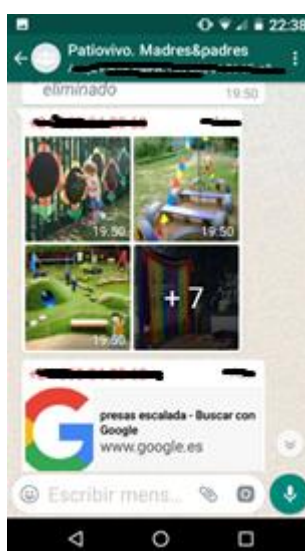 22:38
Patiovivo. Madres&padres
eliminado
19:50
19:50
19:50
19:50
+ 7
presas escalada - Buscar con
Google
www.google.es
Escribir mens...